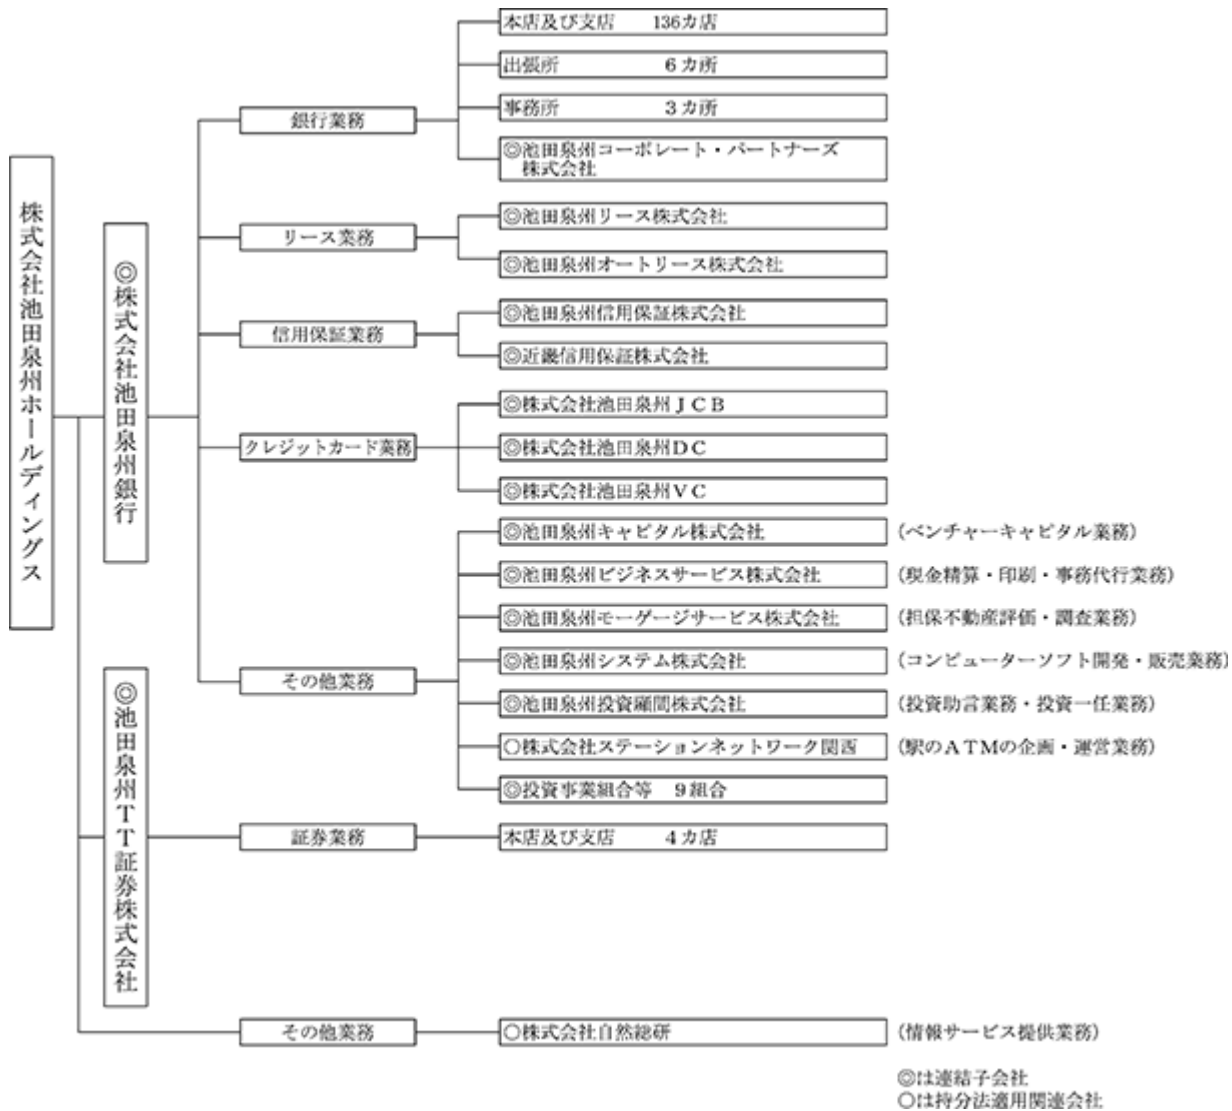 株式会社池田泉州ホールディングス
◎株式会社池田泉州銀行
銀行業務
本店及び支店 136カ店
出張所 6カ所
事務所 3カ所
◎池田泉州コーポレート・パートナーズ
株式会社
リース業務
◎池田泉州リース株式会社
◎池田泉州オートリース株式会社
信用保証業務
◎池田泉州信用保証株式会社
◎近畿信用保証株式会社
クレジットカード業務
◎株式会社池田泉州JCB
◎株式会社池田泉州DC
◎株式会社池田泉州VC
その他業務
◎池田泉州キャピタル株式会社 (ベンチャーキャピタル業務)
◎池田泉州ビジネスサービス株式会社 (現金精算・印刷・事務代行業務)
◎池田泉州モーゲージサービス株式会社 (担保不動産評価・調査業務)
◎池田泉州システム株式会社 (コンピューターソフト開発・販売業務)
◎池田泉州投資顧問株式会社 (投資助言業務・投資一任業務)
○株式会社ステーションネットワーク関西 (駅のATMの企画・運営業務)
◎投資事業組合等 9組合
◎池田泉州TT証券株式会社
証券業務
本店及び支店 4カ店
その他業務
○株式会社自然総研 (情報サービス提供業務)
◎は連結子会社
○は持分法適用関連会社